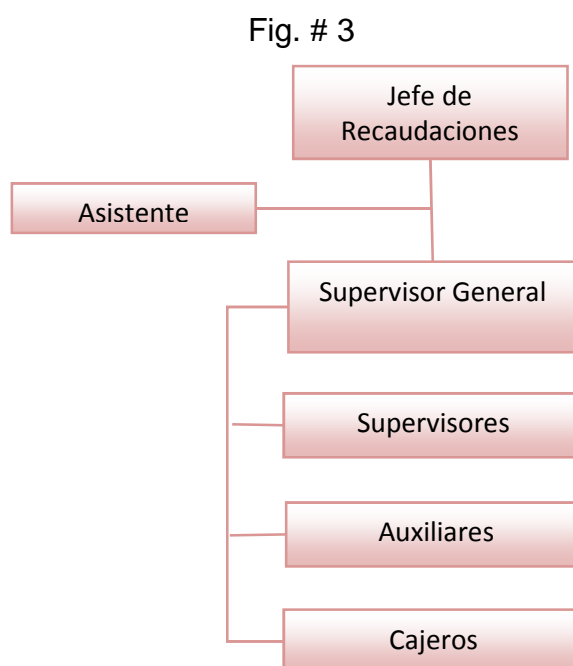 Fig. # 3
Jefe de
Recaudaciones
Asistente
Supervisor General
Supervisores
Auxiliares
Cajeros